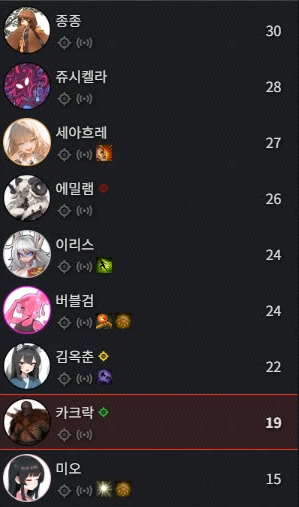 종종 30
쥬시켈라 28
세아흐레 27
에밀램 26
이리스 24
버블검 24
김옥춘 22
카크락 19
미오 15